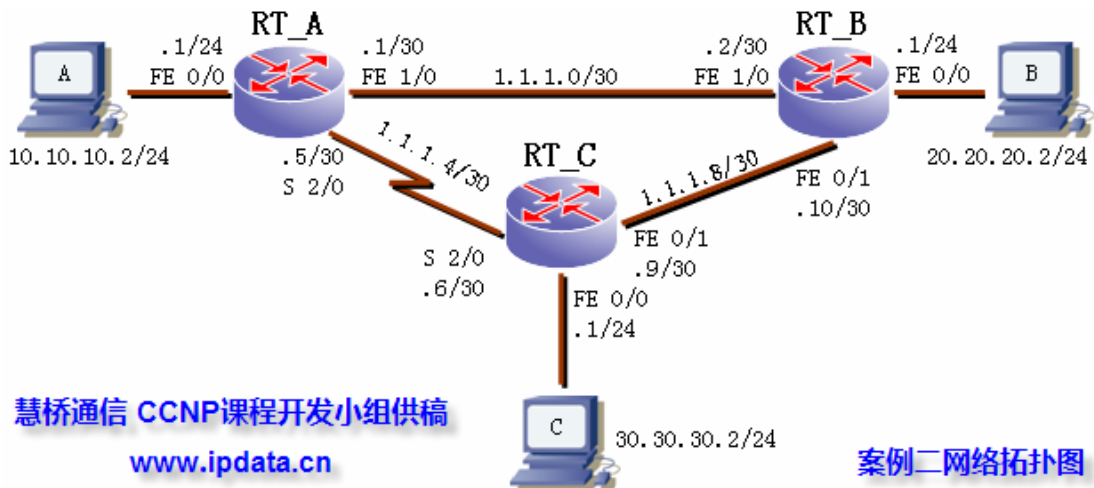 RT_A
RT_B
.1/24
FE 0/0
.1/30
FE 1/0
1.1.1.0/30
.2/30
FE 1/0
.1/24
FE 0/0
A
B
10.10.10.2/24
20.20.20.2/24
.5/30
S 2/0
1.1.1.4/30
RT_C
1.1.1.8/30
FE 0/1
.10/30
S 2/0
.6/30
FE 0/1
.9/30
FE 0/0
.1/24
C
30.30.30.2/24
慧桥通信 CCNP课程开发小组供稿
www.ipdata.cn
案例二网络拓扑图